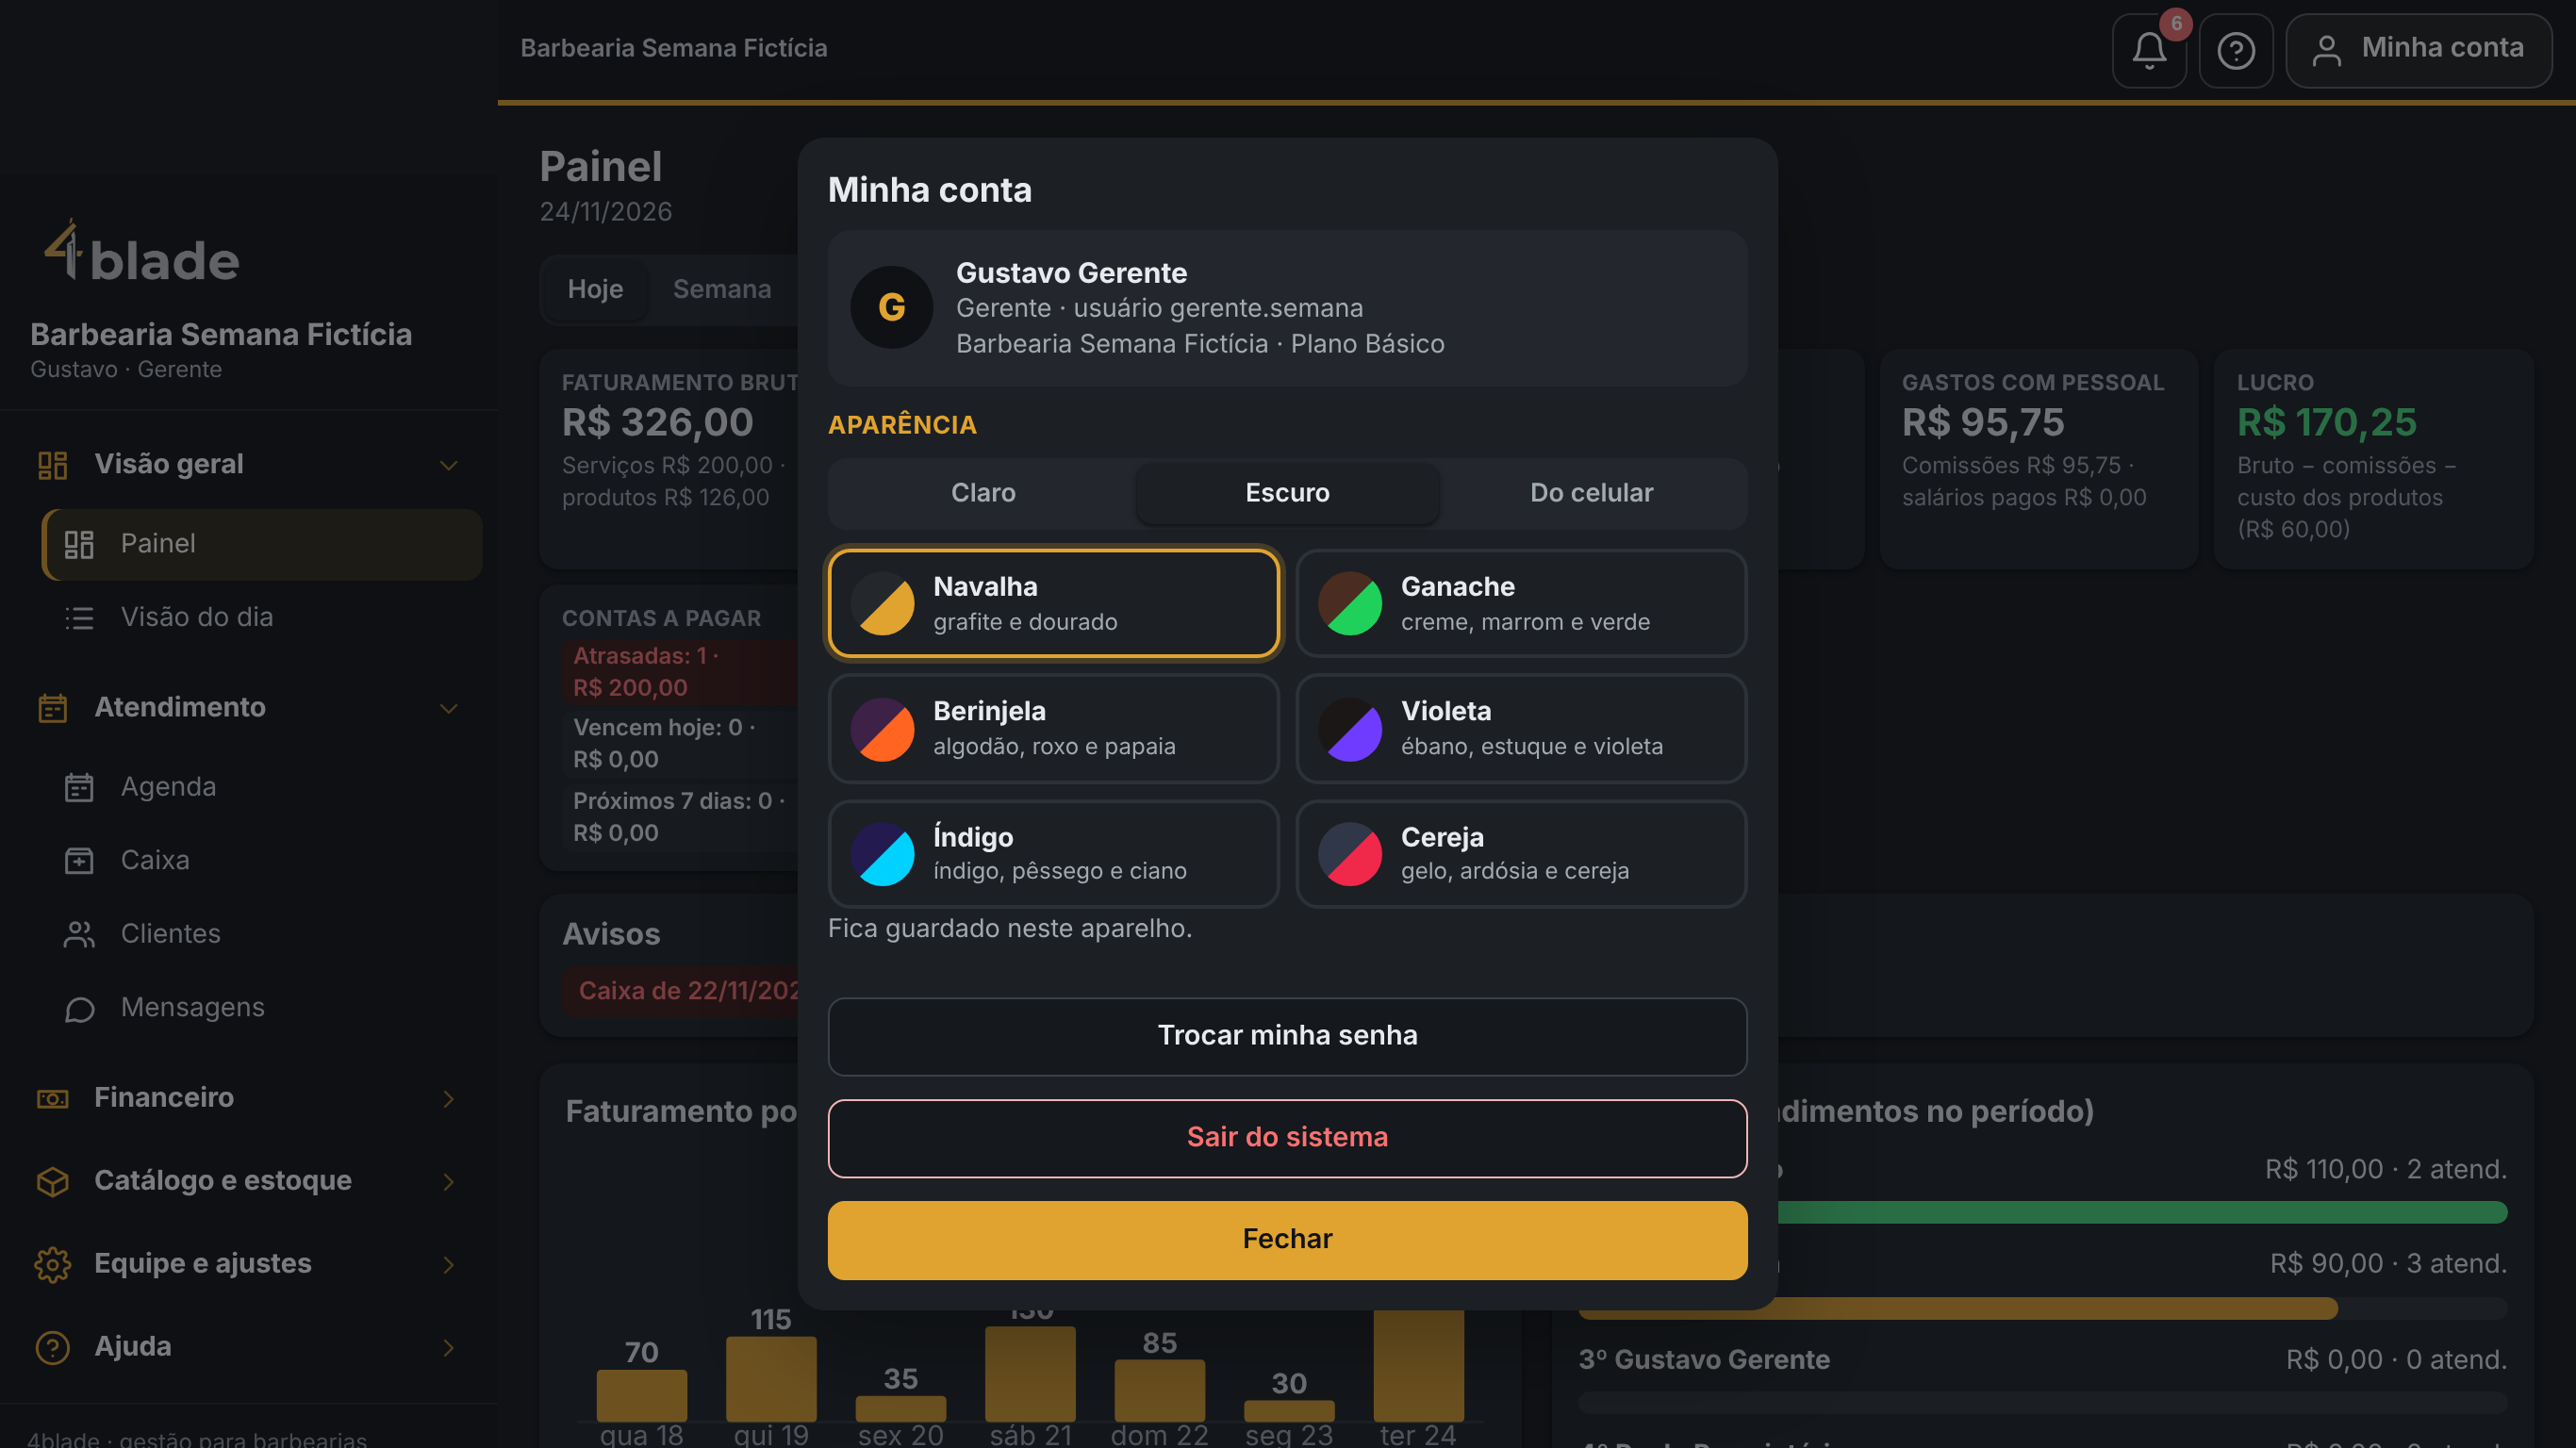 Barbearia Semana Fictícia
6
Minha conta
4blade
Barbearia Semana Fictícia
Gustavo · Gerente
Visão geral
Painel
Visão do dia
Atendimento
Agenda
Caixa
Clientes
Mensagens
Financeiro
Catálogo e estoque
Equipe e ajustes
Ajuda
4blade · gestão para barbearias
Painel
24/11/2026
Hoje
Semana
FATURAMENTO BRUT
R$ 326,00
Serviços R$ 200,00 ·
produtos R$ 126,00
GASTOS COM PESSOAL
R$ 95,75
Comissões R$ 95,75 ·
salários pagos R$ 0,00
LUCRO
R$ 170,25
Bruto − comissões −
custo dos produtos
(R$ 60,00)
CONTAS A PAGAR
Atrasadas: 1 ·
R$ 200,00
Vencem hoje: 0 ·
R$ 0,00
Próximos 7 dias: 0 ·
R$ 0,00
Avisos
Caixa de 22/11/202
Faturamento po
70
115
35
85
30
qua 18
qui 19
sex 20
sáb 21
dom 22
seg 23
ter 24
dimentos no período)
R$ 110,00 · 2 atend.
R$ 90,00 · 3 atend.
3º Gustavo Gerente
R$ 0,00 · 0 atend.
Minha conta
G
Gustavo Gerente
Gerente · usuário gerente.semana
Barbearia Semana Fictícia · Plano Básico
APARÊNCIA
Claro
Escuro
Do celular
Navalha
grafite e dourado
Ganache
creme, marrom e verde
Berinjela
algodão, roxo e papaia
Violeta
ébano, estuque e violeta
Índigo
índigo, pêssego e ciano
Cereja
gelo, ardósia e cereja
Fica guardado neste aparelho.
Trocar minha senha
Sair do sistema
Fechar